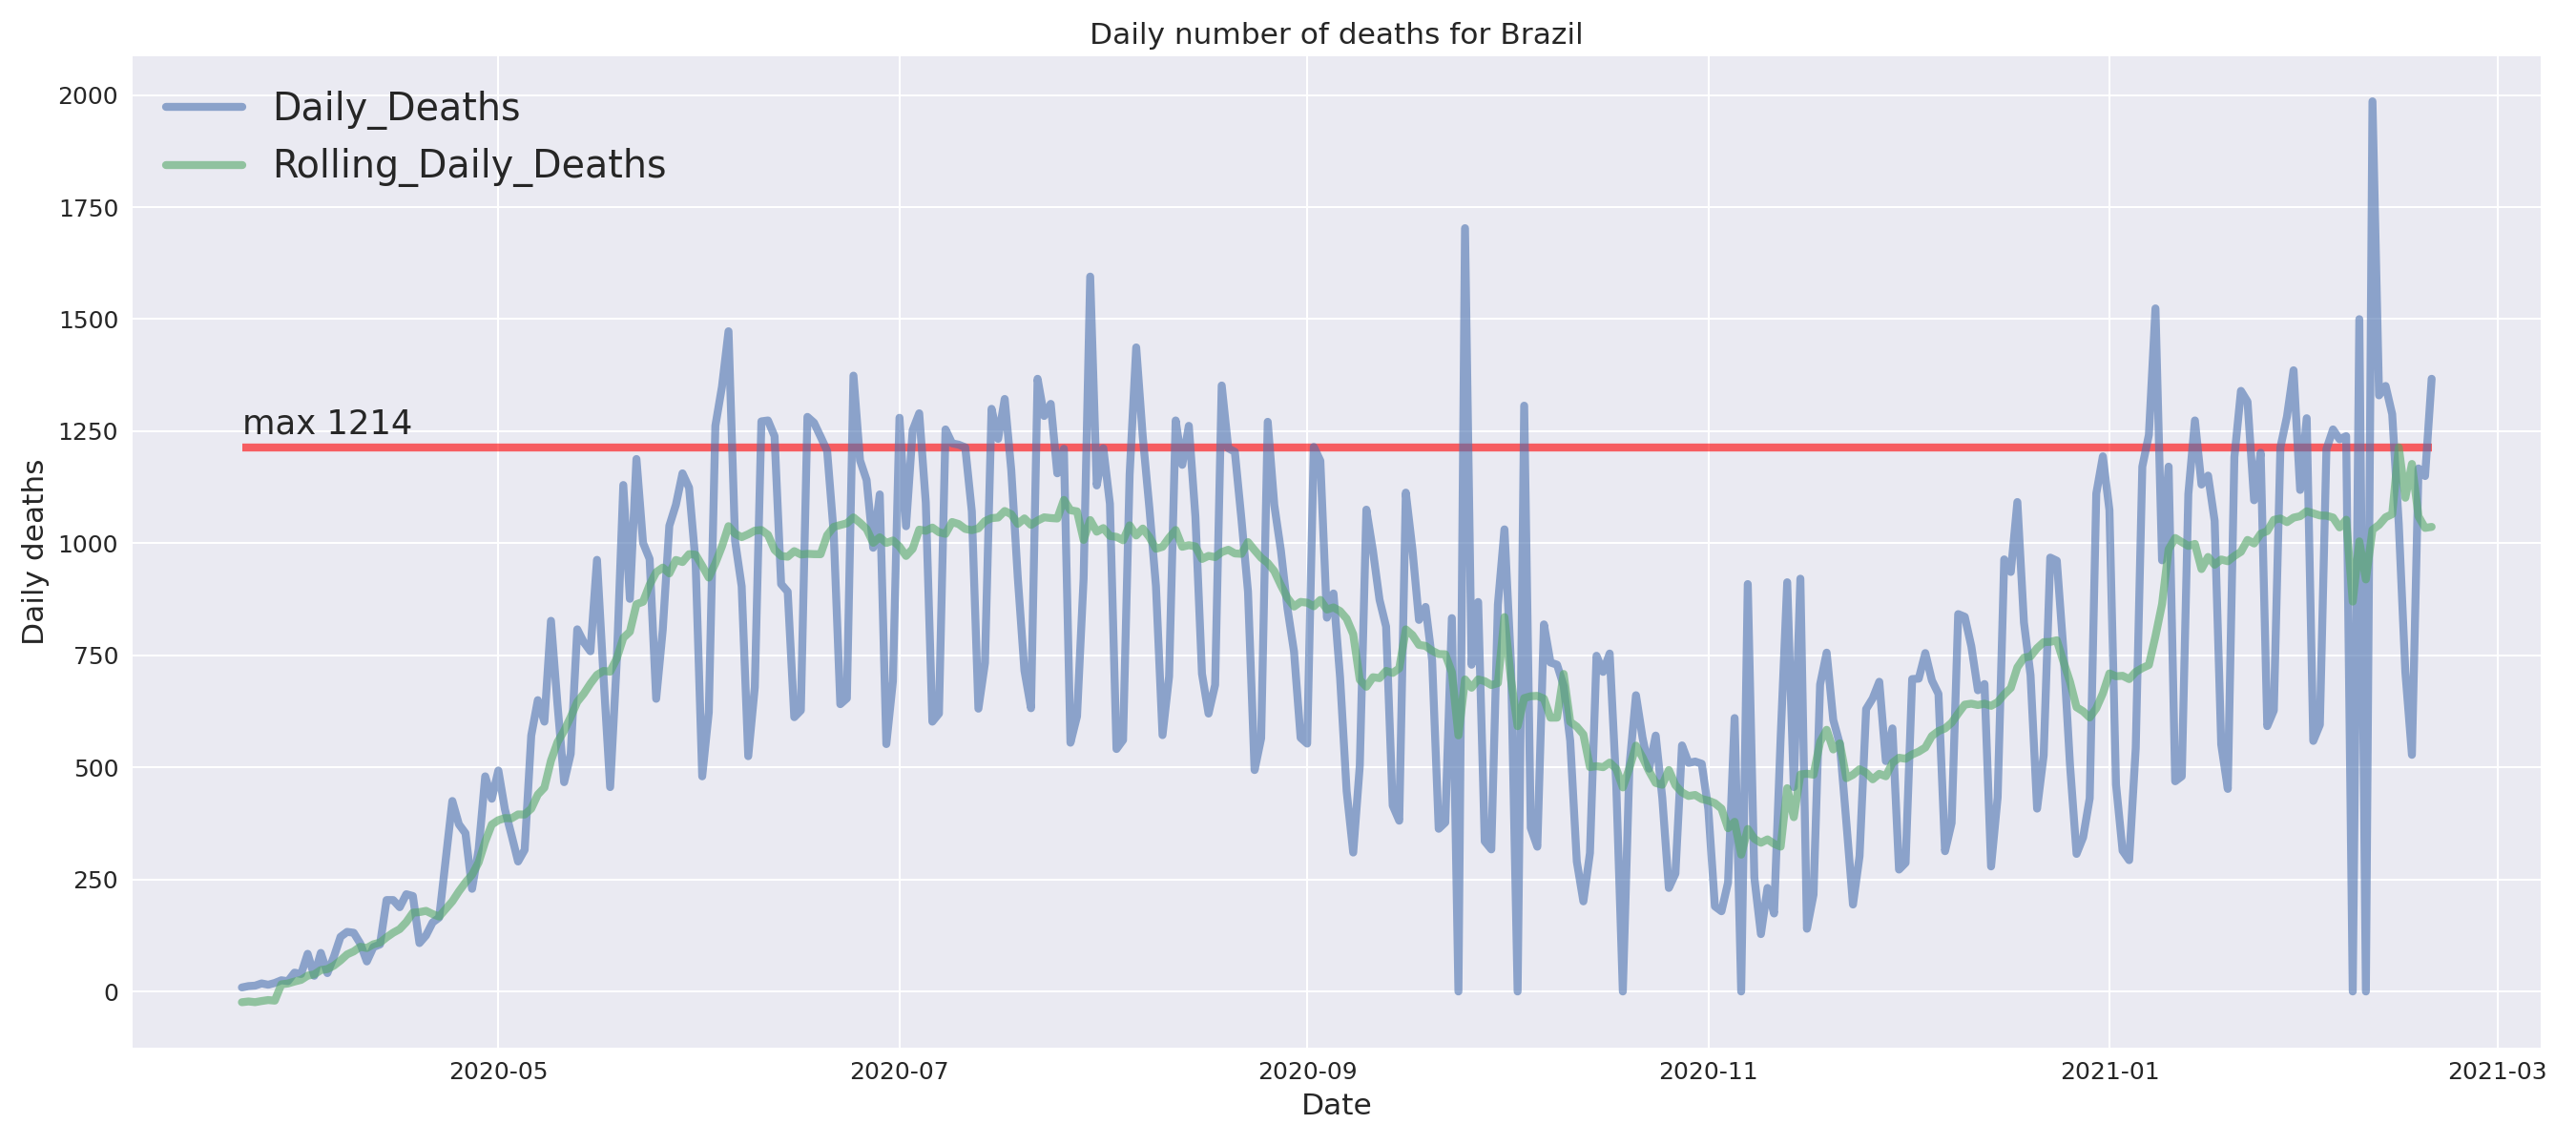 Daily number of deaths for Brazil
Daily_Deaths
Rolling_Daily_Deaths
max 1214
2000
1750
1500
1250
1000
750
500
250
0
Daily deaths
2020-05 2020-07 2020-09 2020-11 2021-01 2021-03
Date